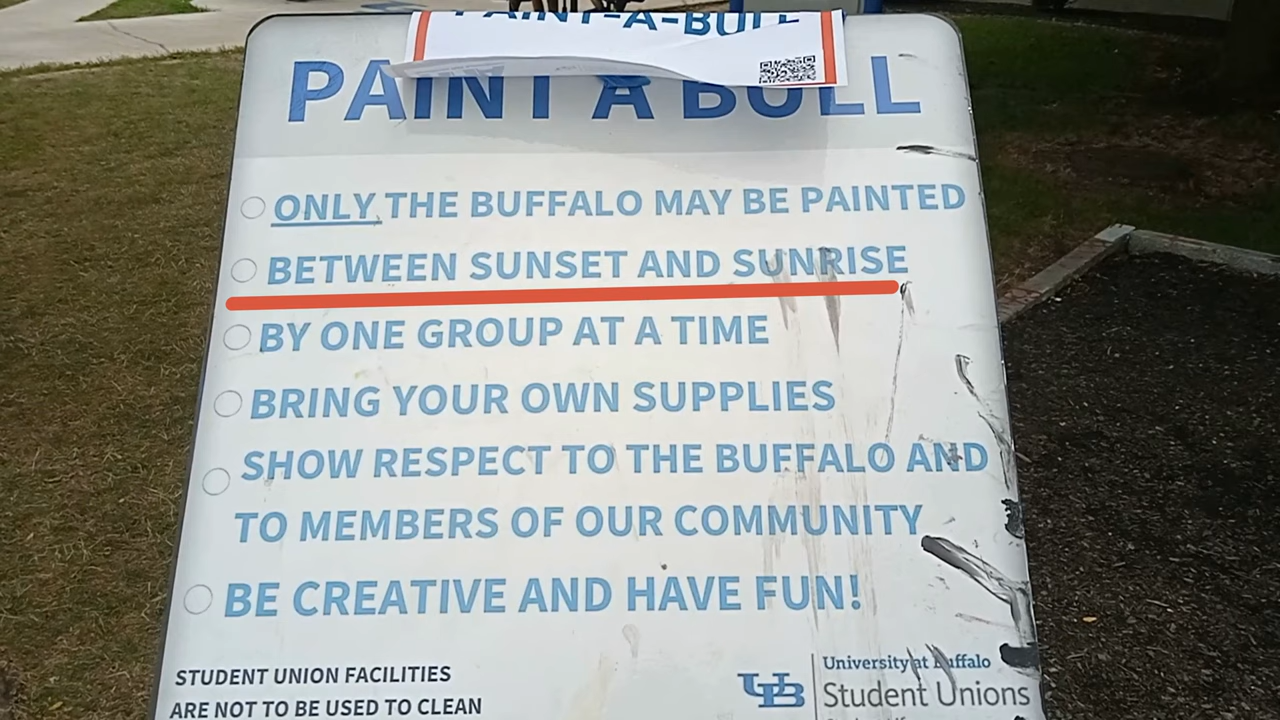 PAINT-A-BULL
PAINT A BULL
ONLY THE BUFFALO MAY BE PAINTED
BETWEEN SUNSET AND SUNRISE
BY ONE GROUP AT A TIME
BRING YOUR OWN SUPPLIES
SHOW RESPECT TO THE BUFFALO AND
TO MEMBERS OF OUR COMMUNITY
BE CREATIVE AND HAVE FUN!
STUDENT UNION FACILITIES
ARE NOT TO BE USED TO CLEAN
UB
University at Buffalo
Student Unions